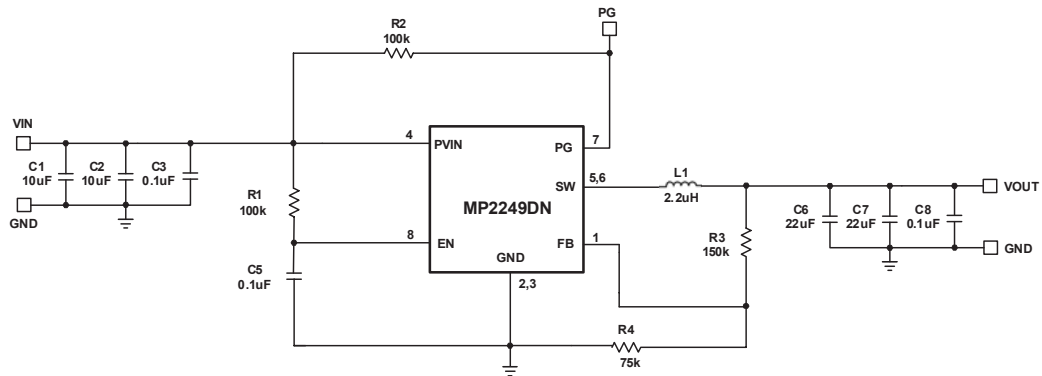 R2
100k
PG
VIN
C1
10uF
C2
10uF
C3
0.1uF
GND
4
PVIN
PG
7
R1
100k
SW
5,6
L1
2.2uH
VOUT
MP2249DN
C6
22uF
C7
22uF
C8
0.1uF
8
EN
FB
1
R3
150k
GND
GND
2,3
C5
0.1uF
R4
75k